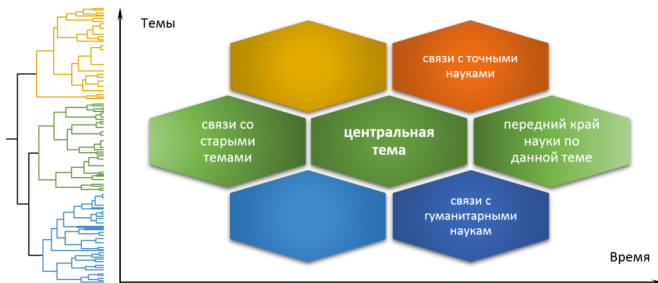 Темы
связи с точными
науками
связи со
старыми
темами
центральная
тема
передний край
науки по
данной теме
связи с
гуманитарными
наукам
Время